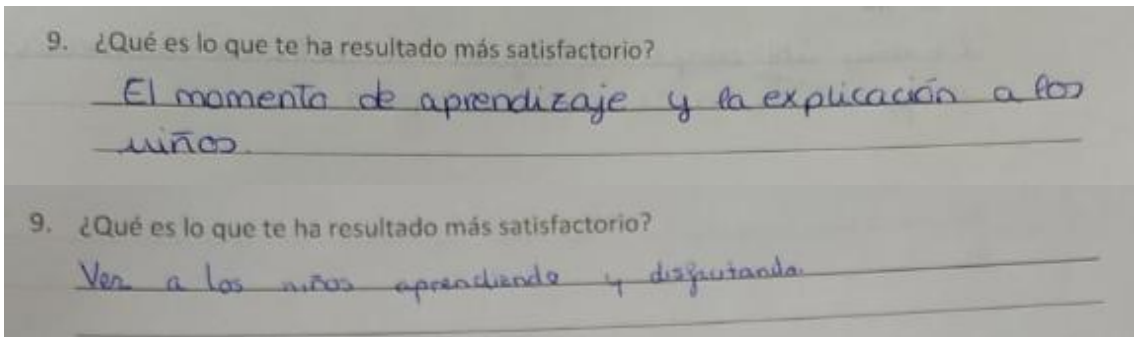 9. ¿Qué es lo que te ha resultado más satisfactorio?
El momento de aprendizaje y la explicación a los
niños.
9. ¿Qué es lo que te ha resultado más satisfactorio?
Ver a los niños aprendiendo y disfrutando.